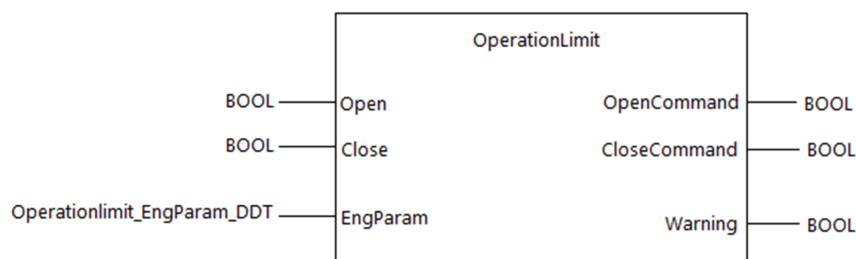 OperationLimit
BOOL Open OpenCommand BOOL
BOOL Close CloseCommand BOOL
Operationlimit_EngParam_DDT EngParam Warning BOOL